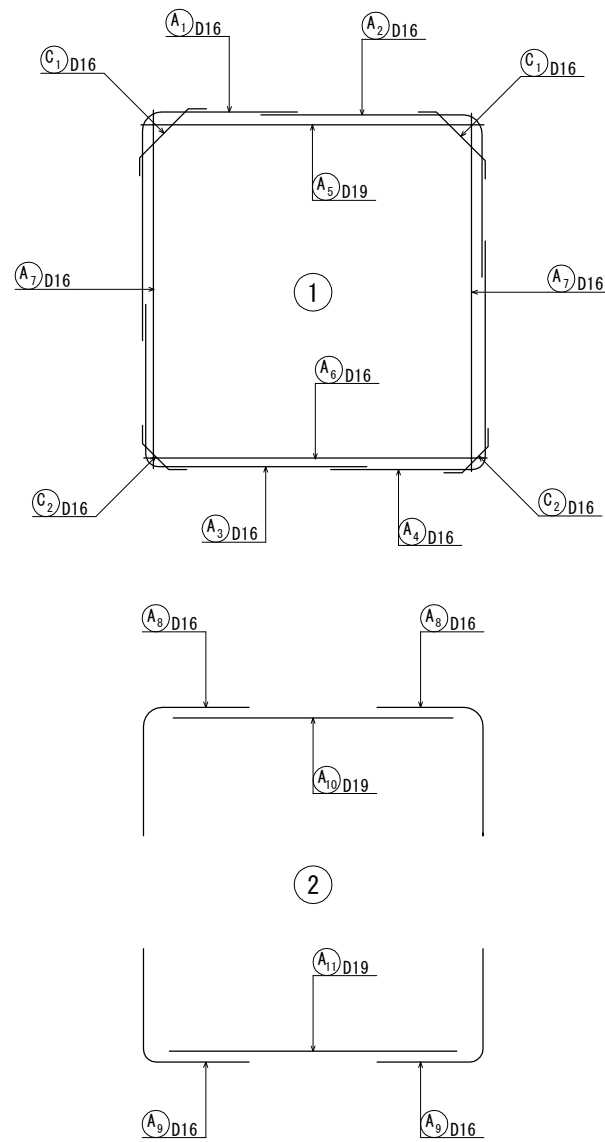 A1 D16
A2 D16
C1 D16
C1 D16
A5 D19
A7 D16
A7 D16
1
A6 D16
C2 D16
C2 D16
A3 D16
A4 D16
A8 D16
A8 D16
A10 D19
2
A11 D19
A9 D16
A9 D16